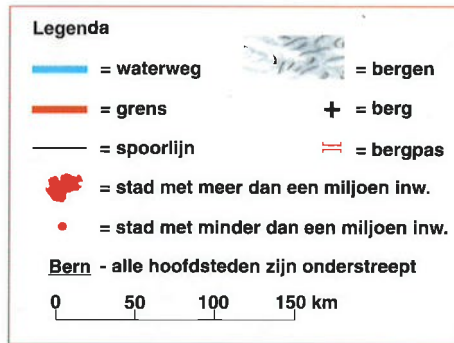 Legenda
= waterweg = bergen
= grens = berg
= spoorlijn = bergpas
= stad met meer dan een miljoen inw.
= stad met minder dan een miljoen inw.
Bern - alle hoofdsteden zijn onderstreept
0 50 100 150 km